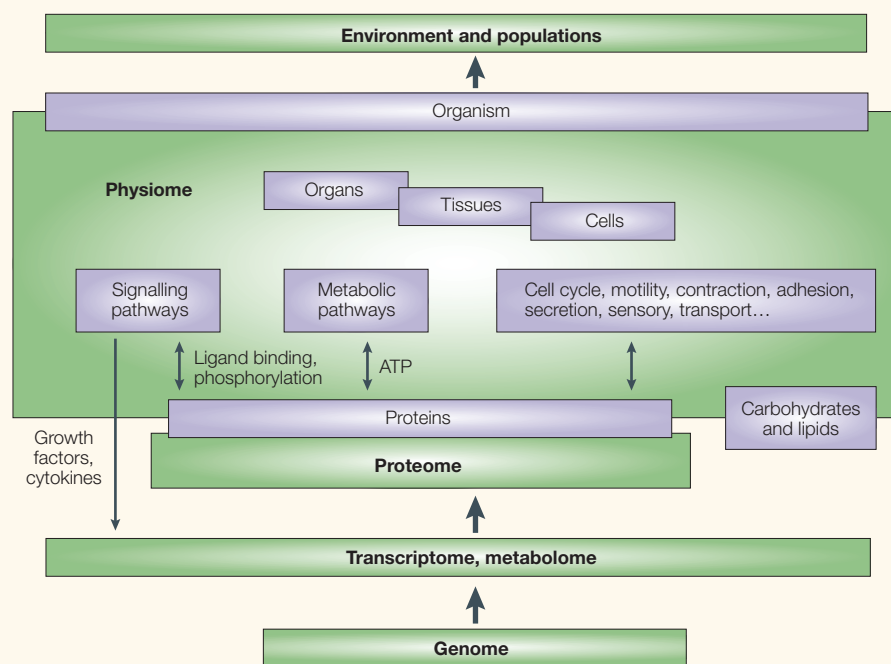 Environment and populations
Organism
Physiome
Organs
Tissues
Cells
Signalling
pathways
Metabolic
pathways
Cell cycle, motility, contraction, adhesion,
secretion, sensory, transport...
Ligand binding,
phosphorylation
ATP
Proteins
Carbohydrates
and lipids
Growth
factors,
cytokines
Proteome
Transcriptome, metabolome
Genome